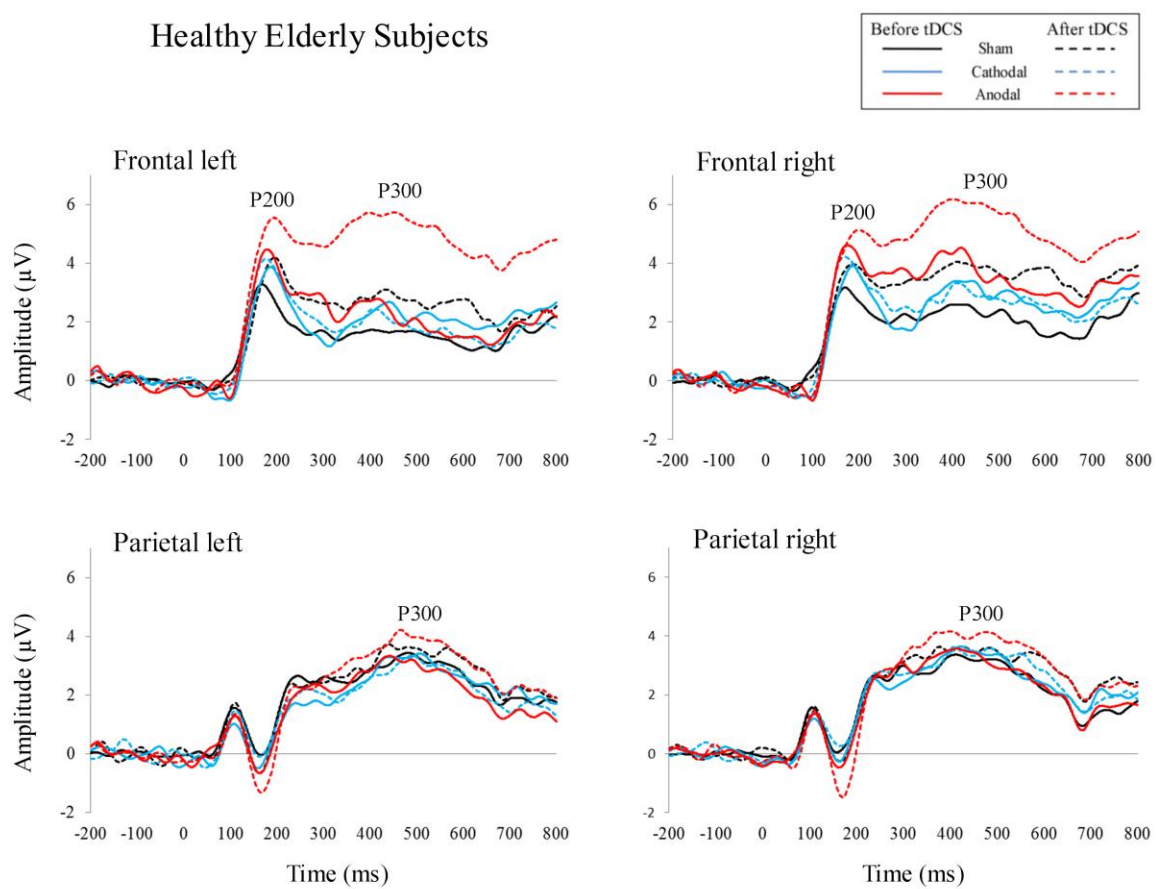 Healthy Elderly Subjects
Before tDCS After tDCS
Sham
Cathodal
Anodal
Frontal left
P200
P300
Amplitude (µV)
6
4
2
0
-2
-200 -100 0 100 200 300 400 500 600 700 800
Frontal right
P200
P300
6
4
2
0
-2
-200 -100 0 100 200 300 400 500 600 700 800
Parietal left
P300
Amplitude (µV)
6
4
2
0
-2
-200 -100 0 100 200 300 400 500 600 700 800
Time (ms)
Parietal right
P300
6
4
2
0
-2
-200 -100 0 100 200 300 400 500 600 700 800
Time (ms)